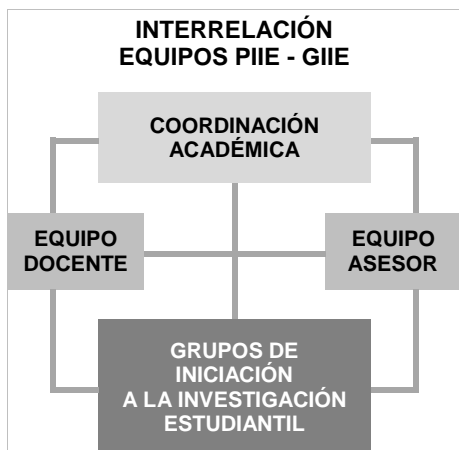 INTERRELACIÓN
EQUIPOS PIIE - GIIE
COORDINACIÓN
ACADÉMICA
EQUIPO
DOCENTE
EQUIPO
ASESOR
GRUPOS DE
INICIACIÓN
A LA INVESTIGACIÓN
ESTUDIANTIL